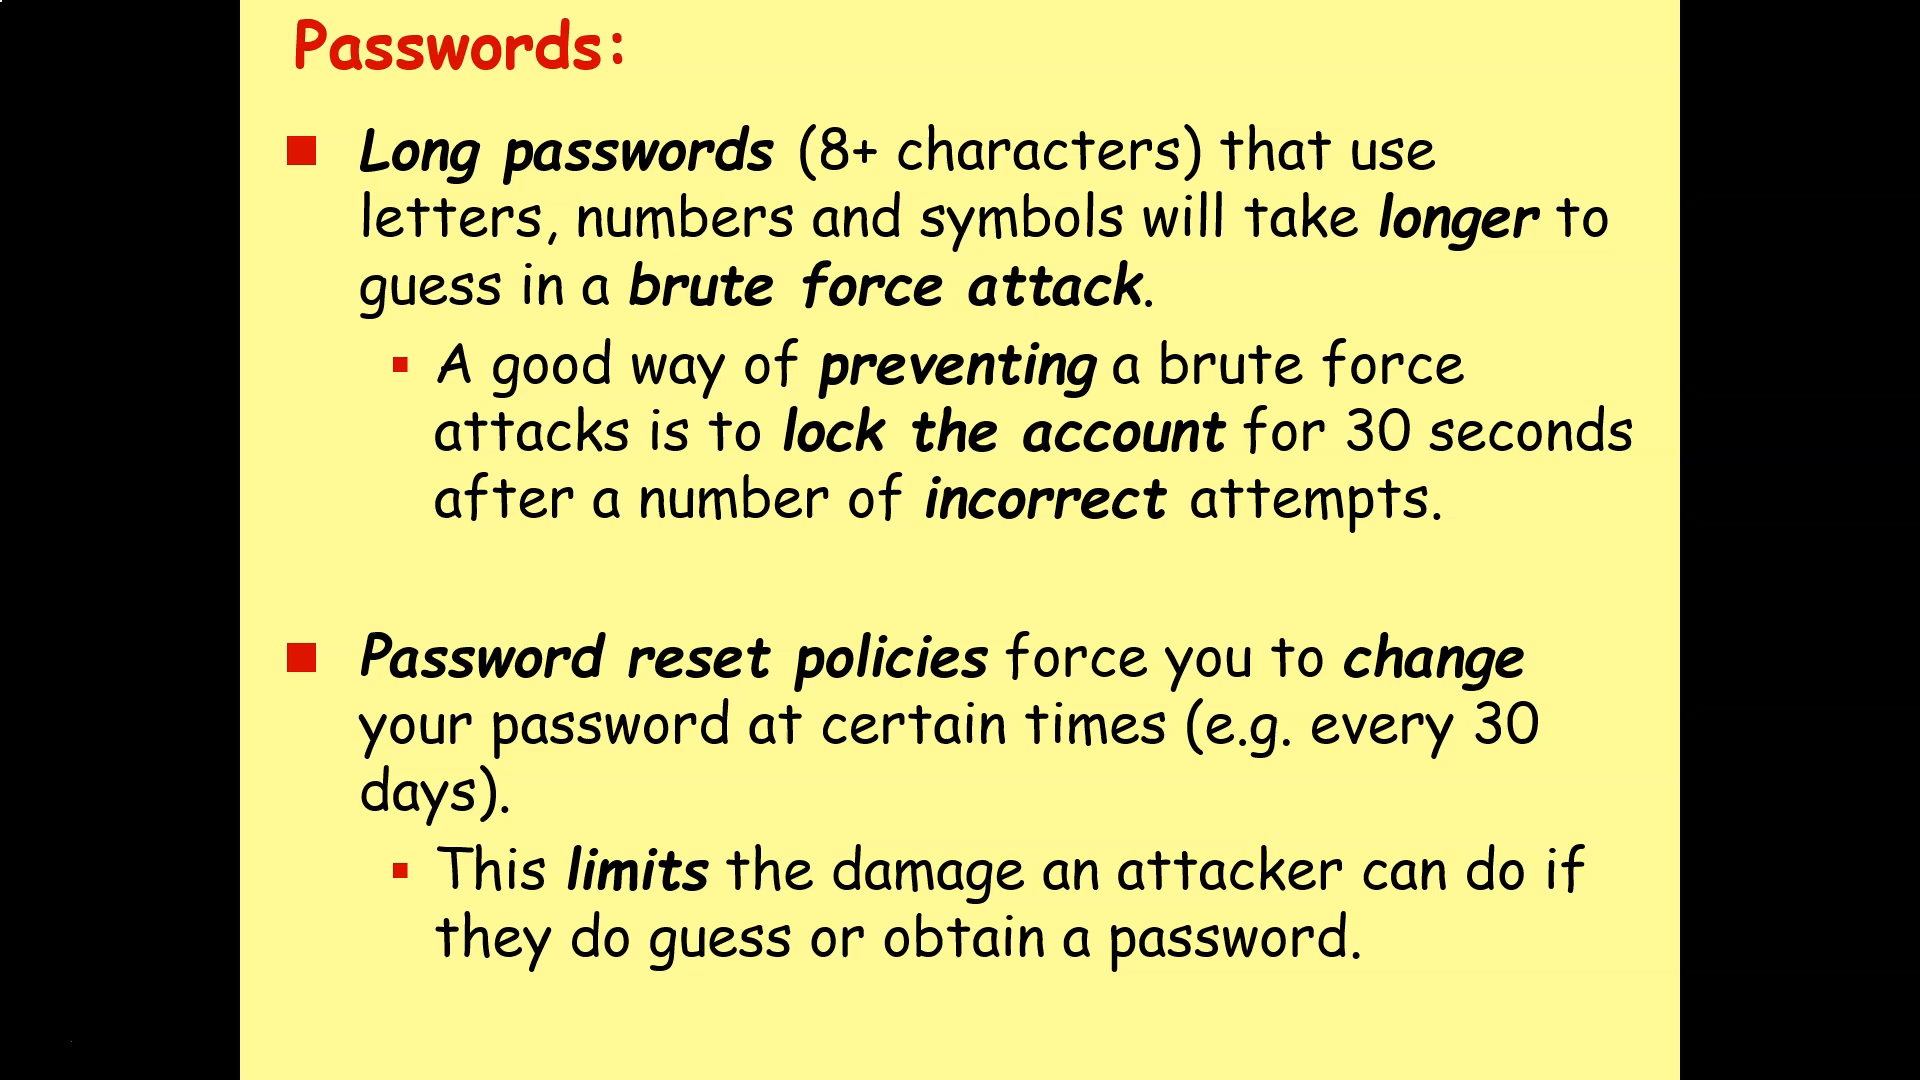 Passwords:
Long passwords (8+ characters) that use
letters, numbers and symbols will take longer to
guess in a brute force attack.
A good way of preventing a brute force
attacks is to lock the account for 30 seconds
after a number of incorrect attempts.
Password reset policies force you to change
your password at certain times (e.g. every 30
days).
This limits the damage an attacker can do if
they do guess or obtain a password.